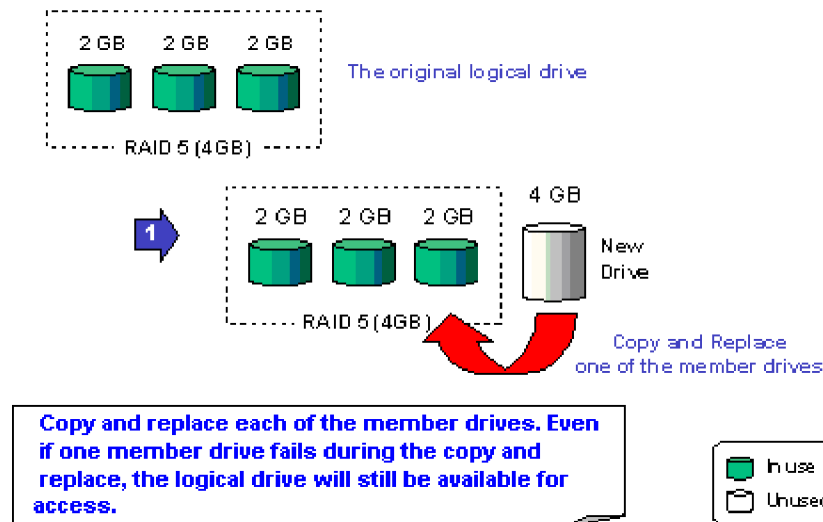 2 GB 2 GB 2 GB
The original logical drive
RAID 5 (4GB)
1
2 GB 2 GB 2 GB
4 GB
New
Drive
RAID 5 (4GB)
Copy and Replace
one of the member drives
Copy and replace each of the member drives. Even
if one member drive fails during the copy and
replace, the logical drive will still be available for
access.
In use
Unused